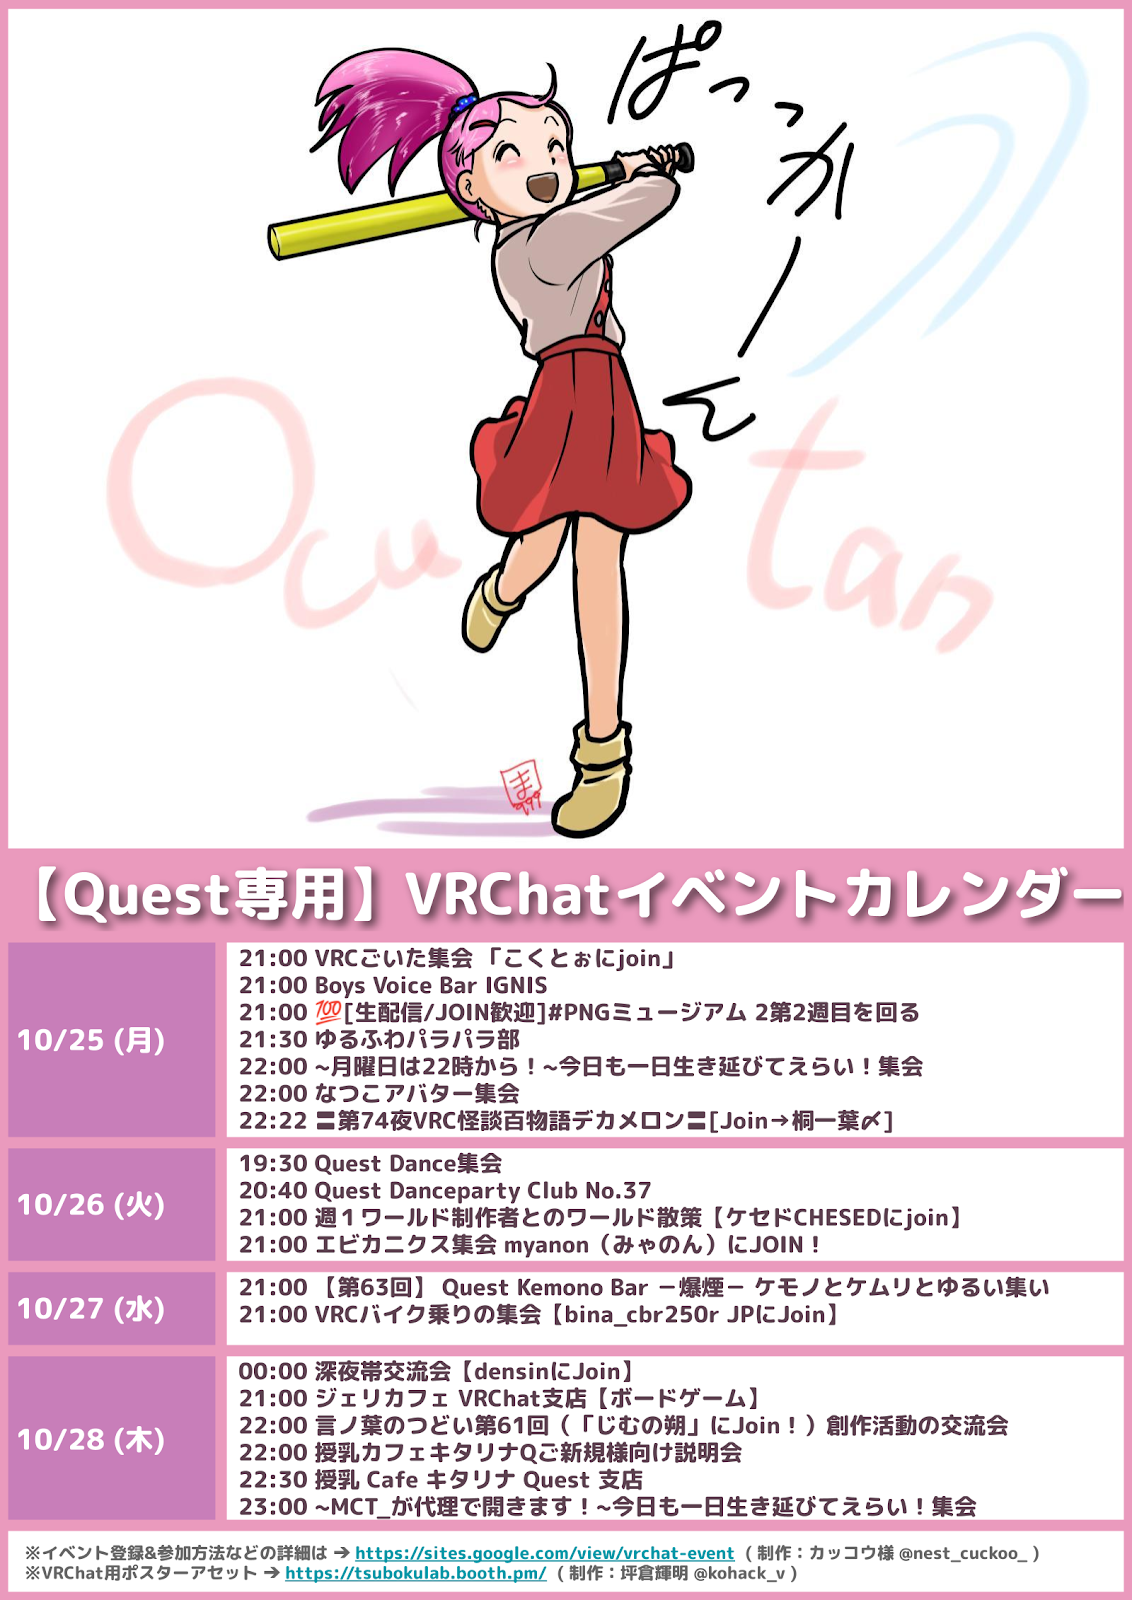 ぱっっかーん
Ocu tan
ま
999
【Quest専用】VRChatイベントカレンダー
10/25 (月)
21:00 VRCごいた集会 「こくとぉにjoin」
21:00 Boys Voice Bar IGNIS
21:00 💯[生配信/JOIN歓迎]#PNGミュージアム 2第2週目を回る
21:30 ゆるふわパラパラ部
22:00 ~月曜日は22時から！~今日も一日生き延びてえらい！集会
22:00 なつこアバター集会
22:22 〓第74夜VRC怪談百物語デカメロン〓[Join→桐一葉〆]
10/26 (火)
19:30 Quest Dance集会
20:40 Quest Danceparty Club No.37
21:00 週１ワールド制作者とのワールド散策【ケセドCHESEDにjoin】
21:00 エビカニクス集会 myanon（みゃのん）にJOIN！
10/27 (水)
21:00 【第63回】 Quest Kemono Bar －爆煙－ ケモノとケムリとゆるい集い
21:00 VRCバイク乗りの集会【bina_cbr250r JPにJoin】
10/28 (木)
00:00 深夜帯交流会【densinにJoin】
21:00 ジェリカフェ VRChat支店【ボードゲーム】
22:00 言ノ葉のつどい第61回（「じむの朔」にJoin！）創作活動の交流会
22:00 授乳カフェキタリナQご新規様向け説明会
22:30 授乳 Cafe キタリナ Quest 支店
23:00 ~MCT_が代理で開きます！~今日も一日生き延びてえらい！集会
※イベント登録&参加方法などの詳細は ➔ https://sites.google.com/view/vrchat-event （ 制作：カッコウ様 @nest_cuckoo_ ）
※VRChat用ポスターアセット ➔ https://tsubokulab.booth.pm/ （ 制作：坪倉輝明 @kohack_v ）